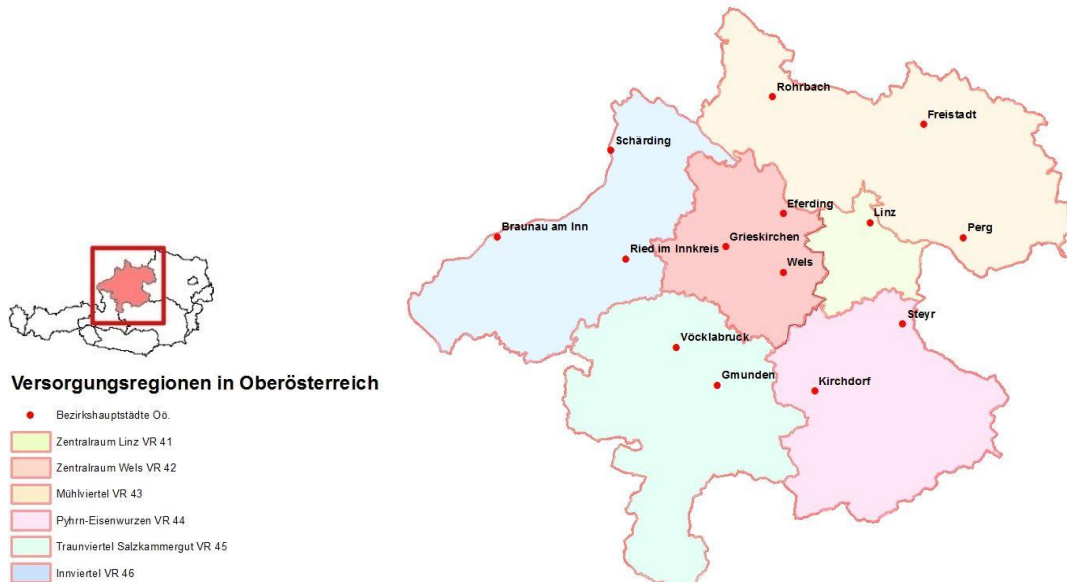 Rohrbach
Freistadt
Schärding
Eferding
Linz
Braunau am Inn
Perg
Ried im Innkreis
Grieskirchen
Wels
Steyr
Vöcklabruck
Gmunden
Kirchdorf
Versorgungsregionen in Oberösterreich
Bezirkshauptstädte Oö.
Zentralraum Linz VR 41
Zentralraum Wels VR 42
Mühlviertel VR 43
Pyhrn-Eisenwurzen VR 44
Traunviertel Salzkammergut VR 45
Innviertel VR 46